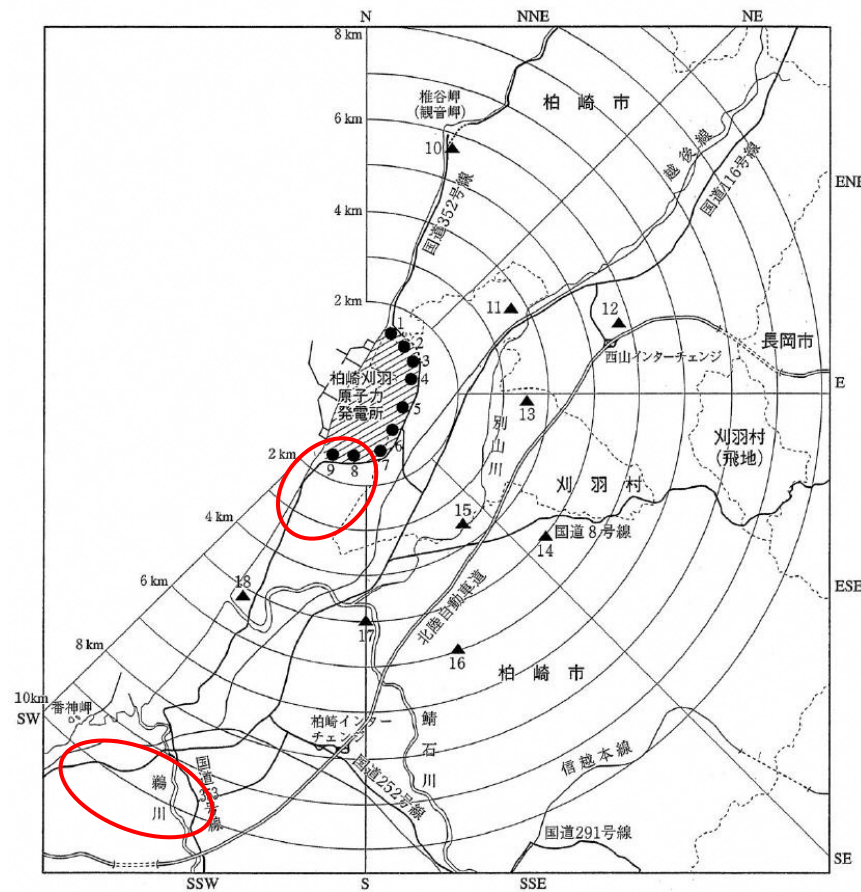 N
NNE
NE
8 km
椎谷岬
(観音岬)
柏崎市
6 km
10
越後線
国道116号線
ENE
国道352号線
4 km
2 km
1
11
12
2
長岡市
3
西山インターチェンジ
柏崎刈羽
原子力
発電所
4
E
5
13
別山川
刈羽村
(飛地)
6
2 km
9
8
7
刈羽村
4 km
15
国道8号線
14
6 km
18
北陸自動車道
ESE
17
16
8 km
柏崎市
10km
SW
番神岬
柏崎インター
チェンジ
鯖石川
信越本線
鵜川
国道353号線
国道252号線
国道291号線
SE
SSW
S
SSE